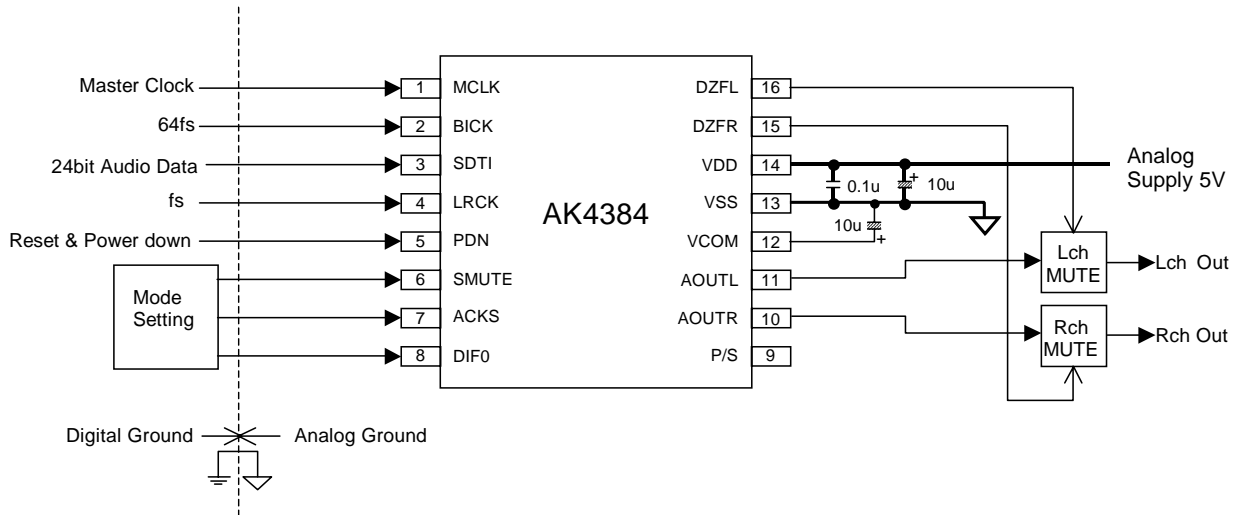 Master Clock
64fs
24bit Audio Data
fs
Reset & Power down
Mode
Setting
1
2
3
4
5
6
7
8
MCLK
BICK
SDTI
LRCK
PDN
SMUTE
ACKS
DIF0
AK4384
DZFL
DZFR
VDD
VSS
VCOM
AOUTL
AOUTR
P/S
16
15
14
13
12
11
10
9
0.1u
+
10u
10u
+
Analog
Supply 5V
Lch
MUTE
Lch Out
Rch
MUTE
Rch Out
Digital Ground
Analog Ground